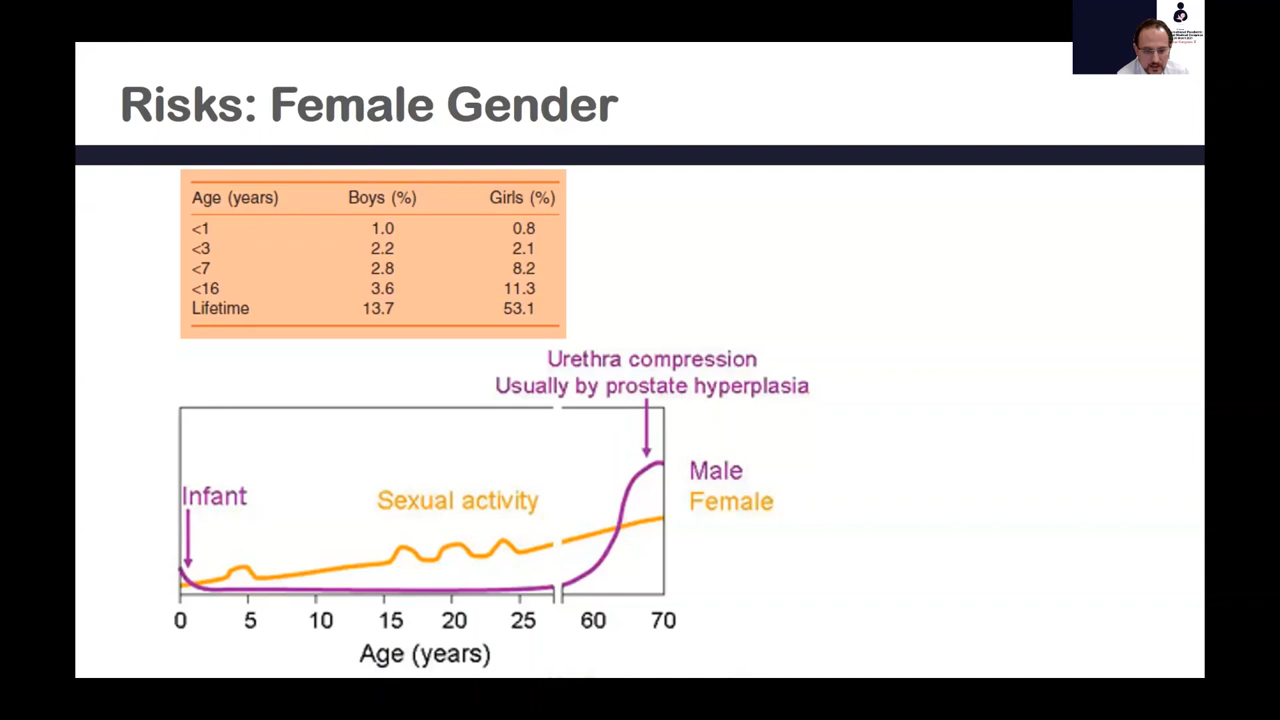 Risks: Female Gender
Age (years) Boys (%) Girls (%)
<1 1.0 0.8
<3 2.2 2.1
<7 2.8 8.2
<16 3.6 11.3
Lifetime 13.7 53.1
Urethra compression
Usually by prostate hyperplasia
Infant
Sexual activity
Male
Female
0 5 10 15 20 25 60 70
Age (years)